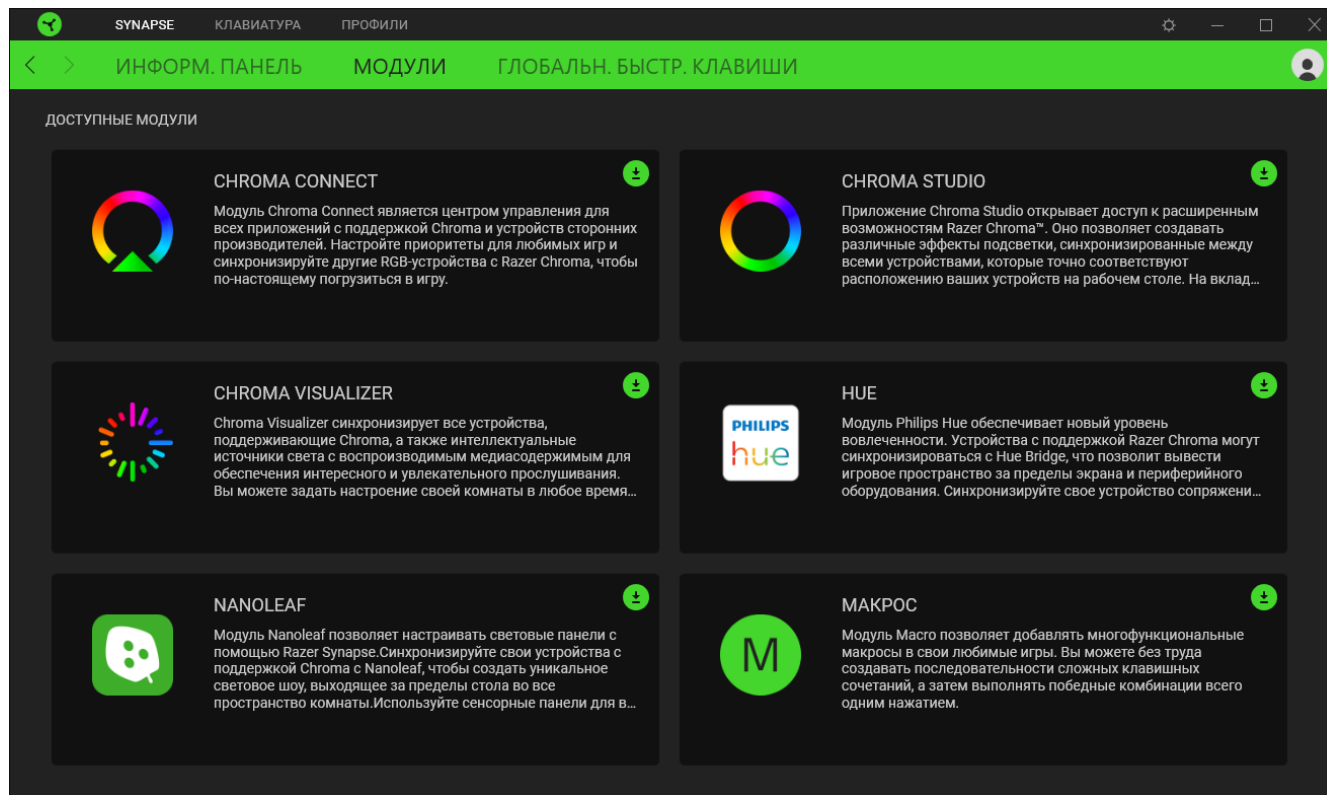 SYNAPSE КЛАВИАТУРА ПРОФИЛИ
ИНФОРМ. ПАНЕЛЬ МОДУЛИ ГЛОБАЛЬН. БЫСТР. КЛАВИШИ
ДОСТУПНЫЕ МОДУЛИ
CHROMA CONNECT
Модуль Chroma Connect является центром управления для
всех приложений с поддержкой Chroma и устройств сторонних
производителей. Настройте приоритеты для любимых игр и
синхронизируйте другие RGB-устройства с Razer Chroma, чтобы
по-настоящему погрузиться в игру.
CHROMA STUDIO
Приложение Chroma Studio открывает доступ к расширенным
возможностям Razer Chroma™. Оно позволяет создавать
различные эффекты подсветки, синхронизированные между
всеми устройствами, которые точно соответствуют
расположению ваших устройств на рабочем столе. На вклад...
CHROMA VISUALIZER
Chroma Visualizer синхронизирует все устройства,
поддерживающие Chroma, а также интеллектуальные
источники света с воспроизводимым медиасодержимым для
обеспечения интересного и увлекательного прослушивания.
Вы можете задать настроение своей комнаты в любое время...
PHILIPS
hue
HUE
Модуль Philips Hue обеспечивает новый уровень
вовлеченности. Устройства с поддержкой Razer Chroma могут
синхронизироваться с Hue Bridge, что позволит вывести
игровое пространство за пределы экрана и периферийного
оборудования. Синхронизируйте свое устройство сопряжени...
NANOLEAF
Модуль Nanoleaf позволяет настраивать световые панели с
помощью Razer Synapse.Синхронизируйте свои устройства с
поддержкой Chroma с Nanoleaf, чтобы создать уникальное
световое шоу, выходящее за пределы стола во все
пространство комнаты.Используйте сенсорные панели для в...
M
МАКРОС
Модуль Macro позволяет добавлять многофункциональные
макросы в свои любимые игры. Вы можете без труда
создавать последовательности сложных клавишных
сочетаний, а затем выполнять победные комбинации всего
одним нажатием.